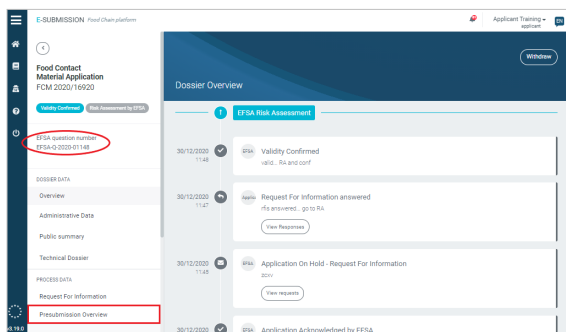 E-SUBMISSION Food Chain platform
Applicant Training
applicant
EN
Food Contact
Material Application
FCM 2020/16920
Validity Confirmed
Risk Assessment by EFSA
EFSA question number
EFSA-Q-2020-01148
DOSSIER DATA
Overview
Administrative Data
Public summary
Technical Dossier
PROCESS DATA
Request For Information
Presubmission Overview
v3.19.0
Withdraw
Dossier Overview
EFSA Risk Assessment
30/12/2020
11:48
EFSA
Validity Confirmed
valid... RA and conf
30/12/2020
11:47
Applica
Request For Information answered
rfis answered... go to RA
View Responses
30/12/2020
11:45
EFSA
Application On Hold - Request For Information
zcxv
View requests
30/12/2020
EFSA
Application Acknowledged by EFSA